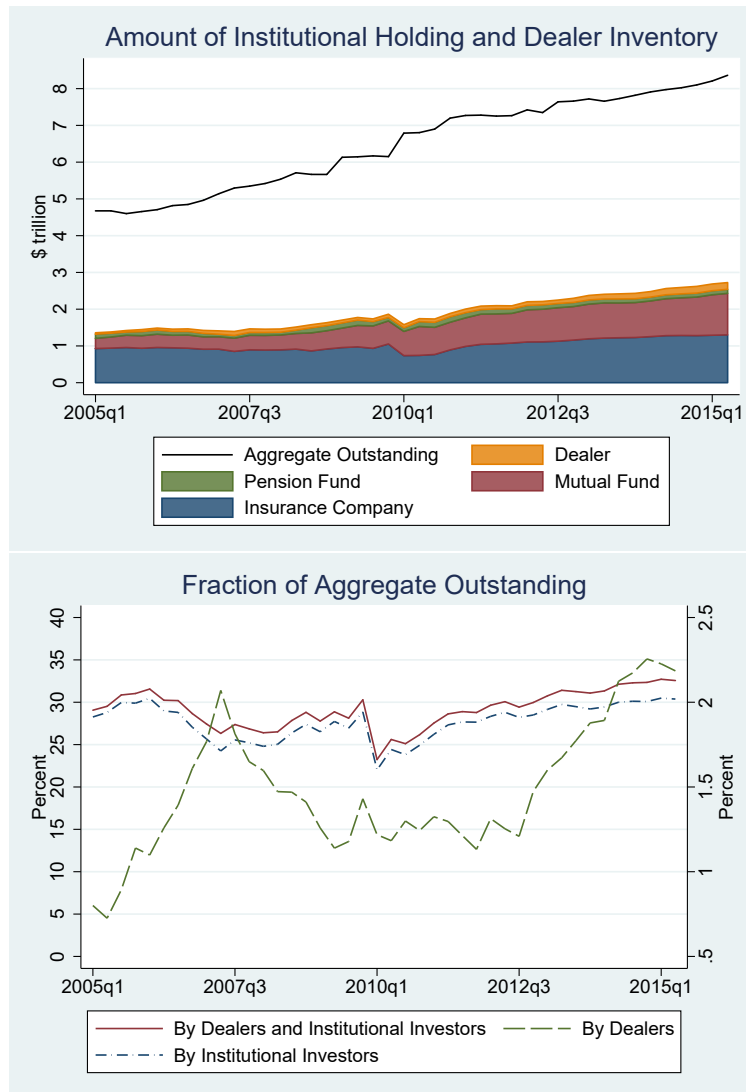 Amount of Institutional Holding and Dealer Inventory
8
7
6
5
4
3
2
1
0
$ trillion
2005q1 2007q3 2010q1 2012q3 2015q1
Aggregate Outstanding Dealer
Pension Fund Mutual Fund
Insurance Company
Fraction of Aggregate Outstanding
40
35
30
25
20
15
10
5
0
Percent
2.5
2
1.5
1
.5
Percent
2005q1 2007q3 2010q1 2012q3 2015q1
By Dealers and Institutional Investors By Dealers
By Institutional Investors